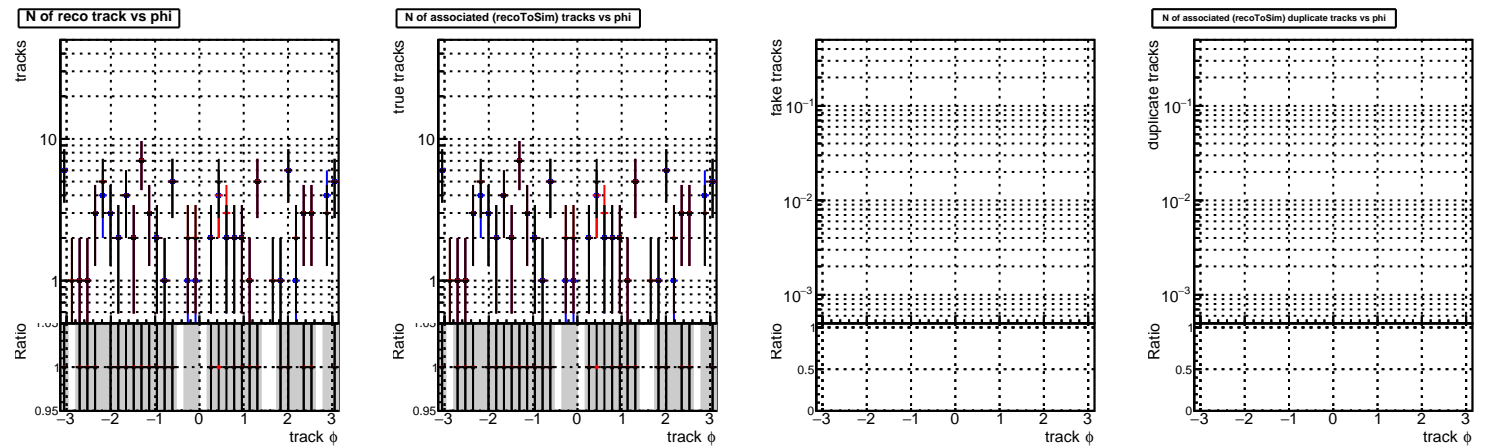 N of reco track vs phi
tracks
10
1
Ratio
1.05
1
0.95
−3 −2 −1 0 1 2 3
track ϕ
N of associated (recoToSim) tracks vs phi
true tracks
10
1
Ratio
1.05
1
0.95
−3 −2 −1 0 1 2 3
track ϕ
fake tracks
10−1
10−2
10−3
Ratio
1
0.5
0
−3 −2 −1 0 1 2 3
track ϕ
N of associated (recoToSim) duplicate tracks vs phi
duplicate tracks
10−1
10−2
10−3
Ratio
1
0.5
0
−3 −2 −1 0 1 2 3
track ϕ